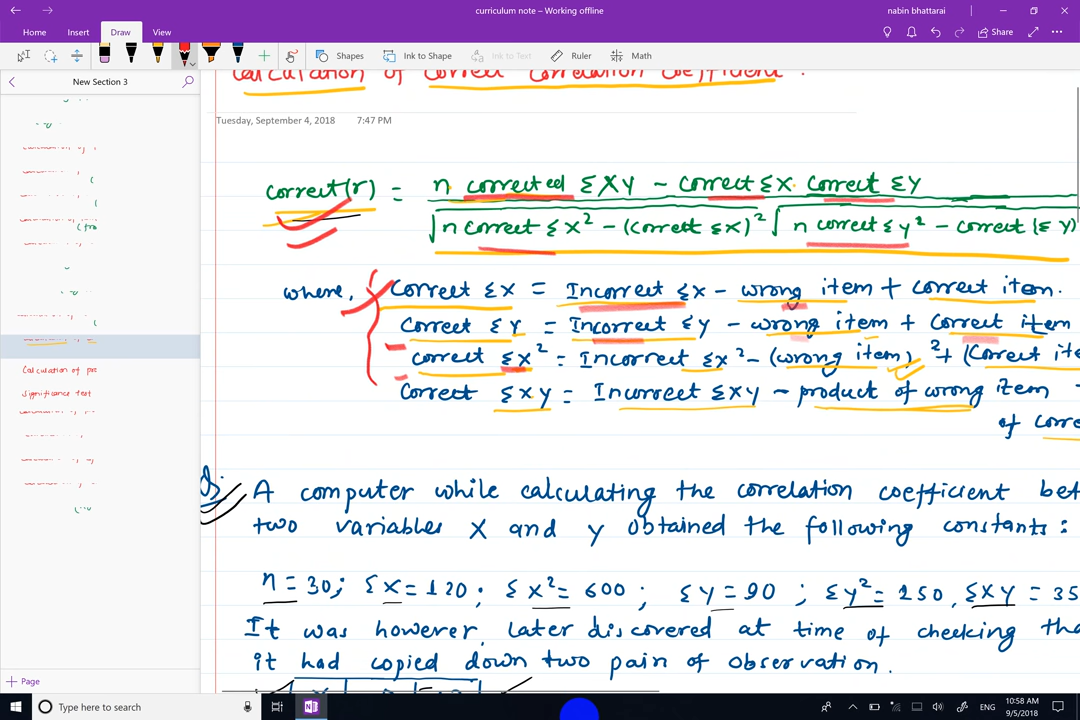 curriculum note – Working offline
nabin bhattarai
Home Insert Draw View
Share
Shapes Ink to Shape Ink to Text Ruler Math
New Section 3
Calculation of Correct Correlation Coefficient.
Tuesday, September 4, 2018 7:47 PM
Correct(r) = n corrected ΣXY − Correct ΣX. Correct ΣY
√n correct ΣX² − (Correct ΣX)² √n correct ΣY² − Correct (ΣY)
where, Correct ΣX = Incorrect ΣX − wrong item + correct item.
Correct ΣY = Incorrect ΣY − wrong item + Correct item
Correct ΣX² = Incorrect ΣX² − (wrong item)² + (Correct ite
Correct ΣXY = Incorrect ΣXY − product of wrong item
of corre
A computer while calculating the correlation coefficient bet
two variables X and Y obtained the following constants:
n = 30; ΣX = 120; ΣX² = 600; ΣY = 90; ΣY² = 250, ΣXY = 35
It was however, later discovered at time of checking tha
it had copied down two pair of observation.
Calculation of pr
Significance test
Page
Type here to search
ENG
10:58 AM
9/5/2018